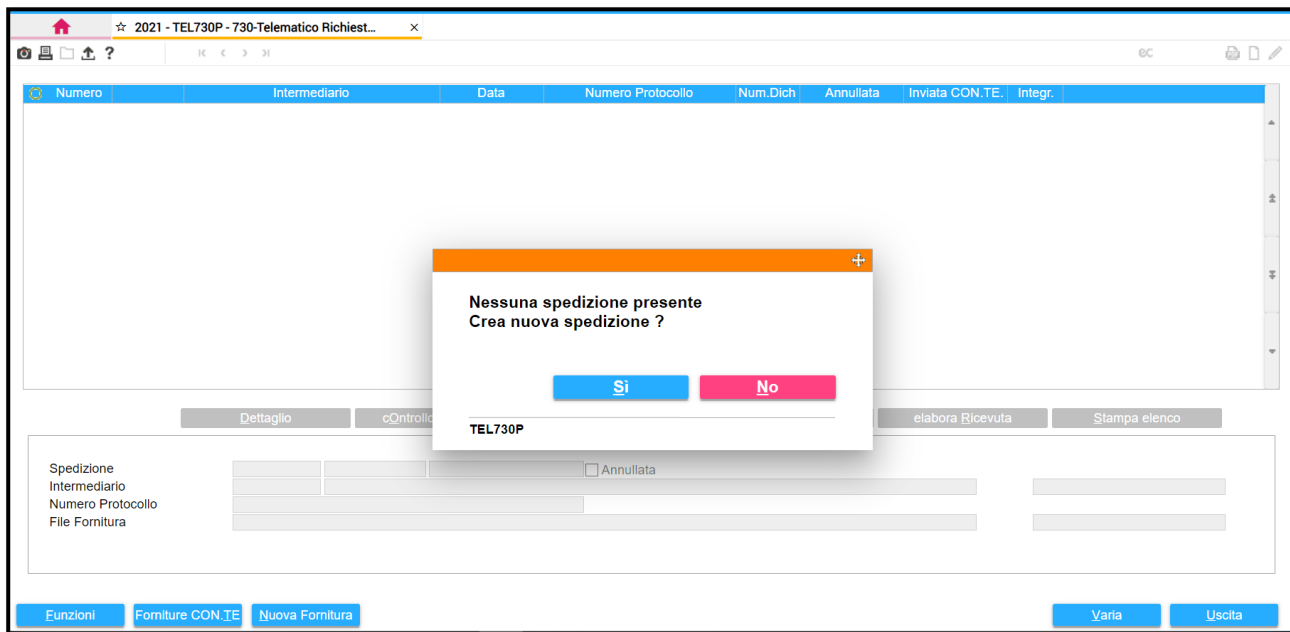 2021 - TEL730P - 730-Telematico Richiest...
Numero Intermediario Data Numero Protocollo Num.Dich Annullata Inviata CON.TE. Integr.
Nessuna spedizione presente
Crea nuova spedizione ?
Sì No
TEL730P
Dettaglio elabora Ricevuta Stampa elenco
Spedizione Annullata
Intermediario
Numero Protocollo
File Fornitura
Funzioni Forniture CON.TE Nuova Fornitura Varia Uscita